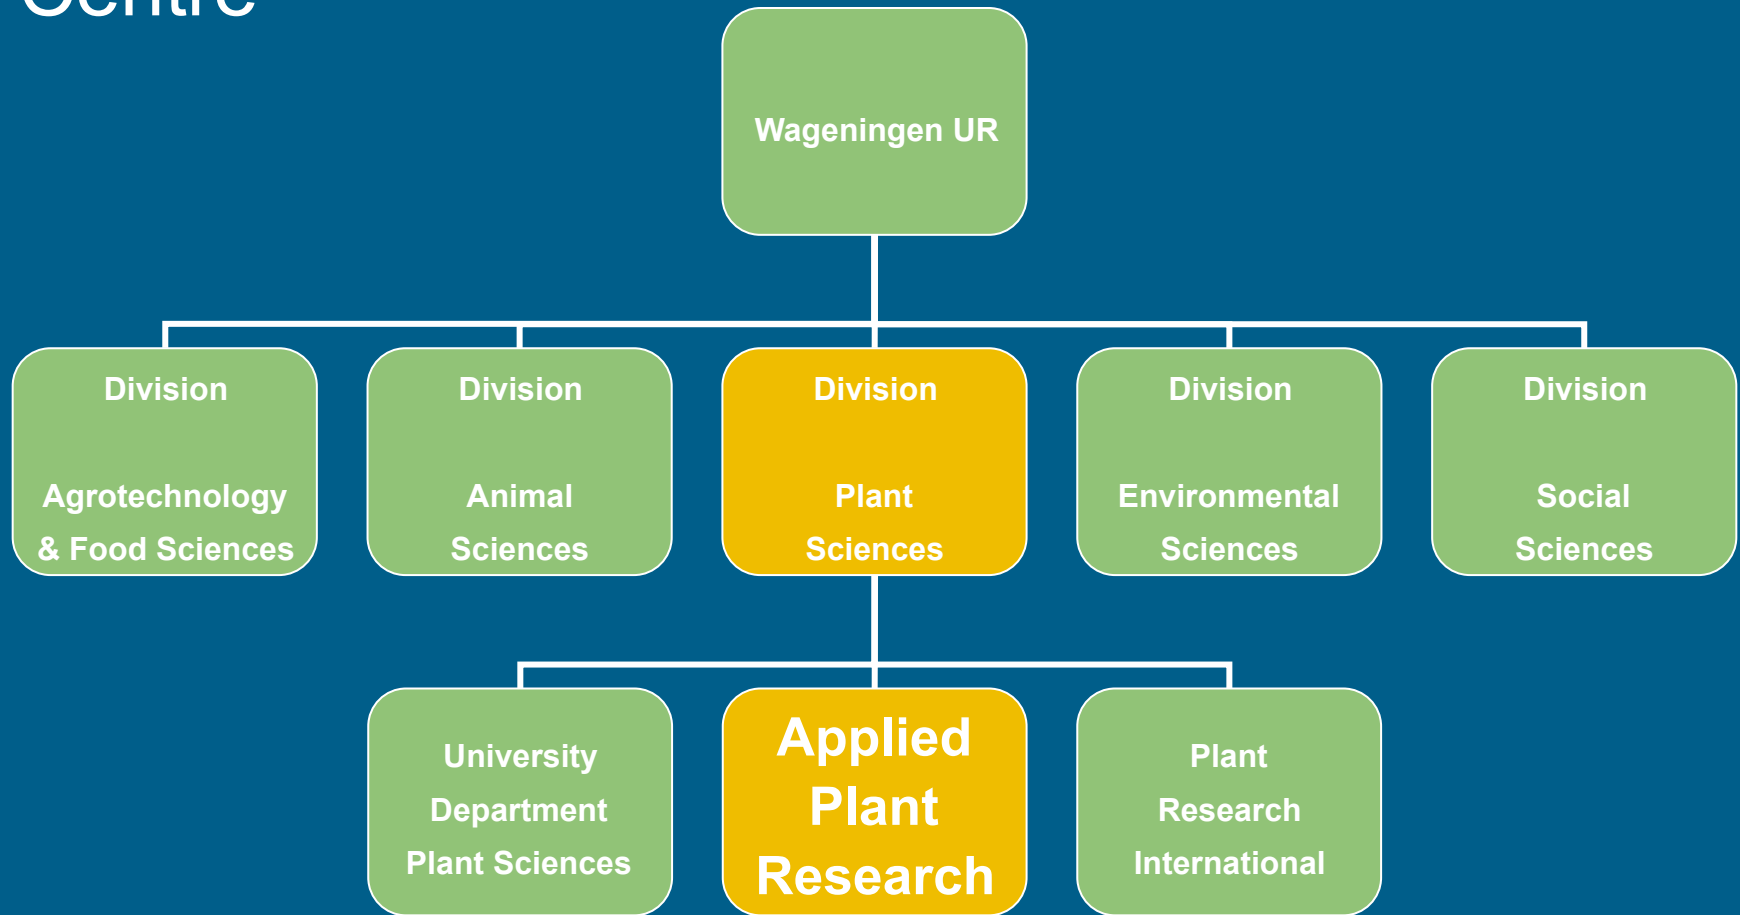 Centre
Wageningen UR
Division
Agrotechnology
& Food Sciences
Division
Animal
Sciences
Division
Plant
Sciences
Division
Environmental
Sciences
Division
Social
Sciences
University
Department
Plant Sciences
Applied
Plant
Research
Plant
Research
International